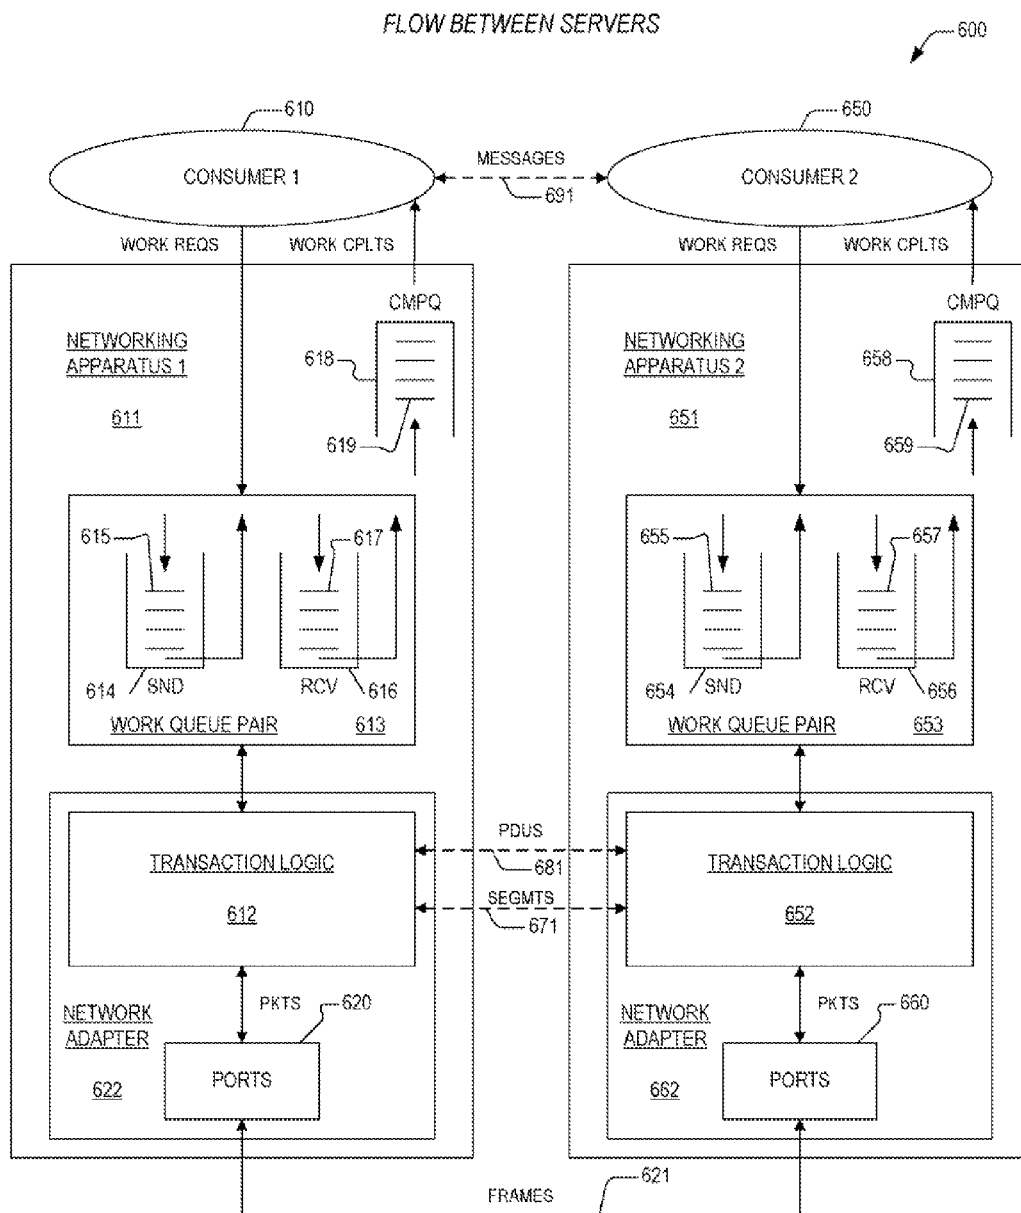 FLOW BETWEEN SERVERS
600
610
650
CONSUMER 1
MESSAGES
691
CONSUMER 2
WORK REQS
WORK CPLTS
WORK REQS
WORK CPLTS
CMPQ
CMPQ
NETWORKING
APPARATUS 1
618
NETWORKING
APPARATUS 2
658
611
619
651
659
615
617
655
657
614
SND
RCV
616
654
SND
RCV
656
WORK QUEUE PAIR
613
WORK QUEUE PAIR
653
TRANSACTION LOGIC
612
PDUS
681
SEGMTS
671
TRANSACTION LOGIC
652
PKTS
620
PKTS
660
NETWORK
ADAPTER
622
PORTS
NETWORK
ADAPTER
662
PORTS
621
FRAMES